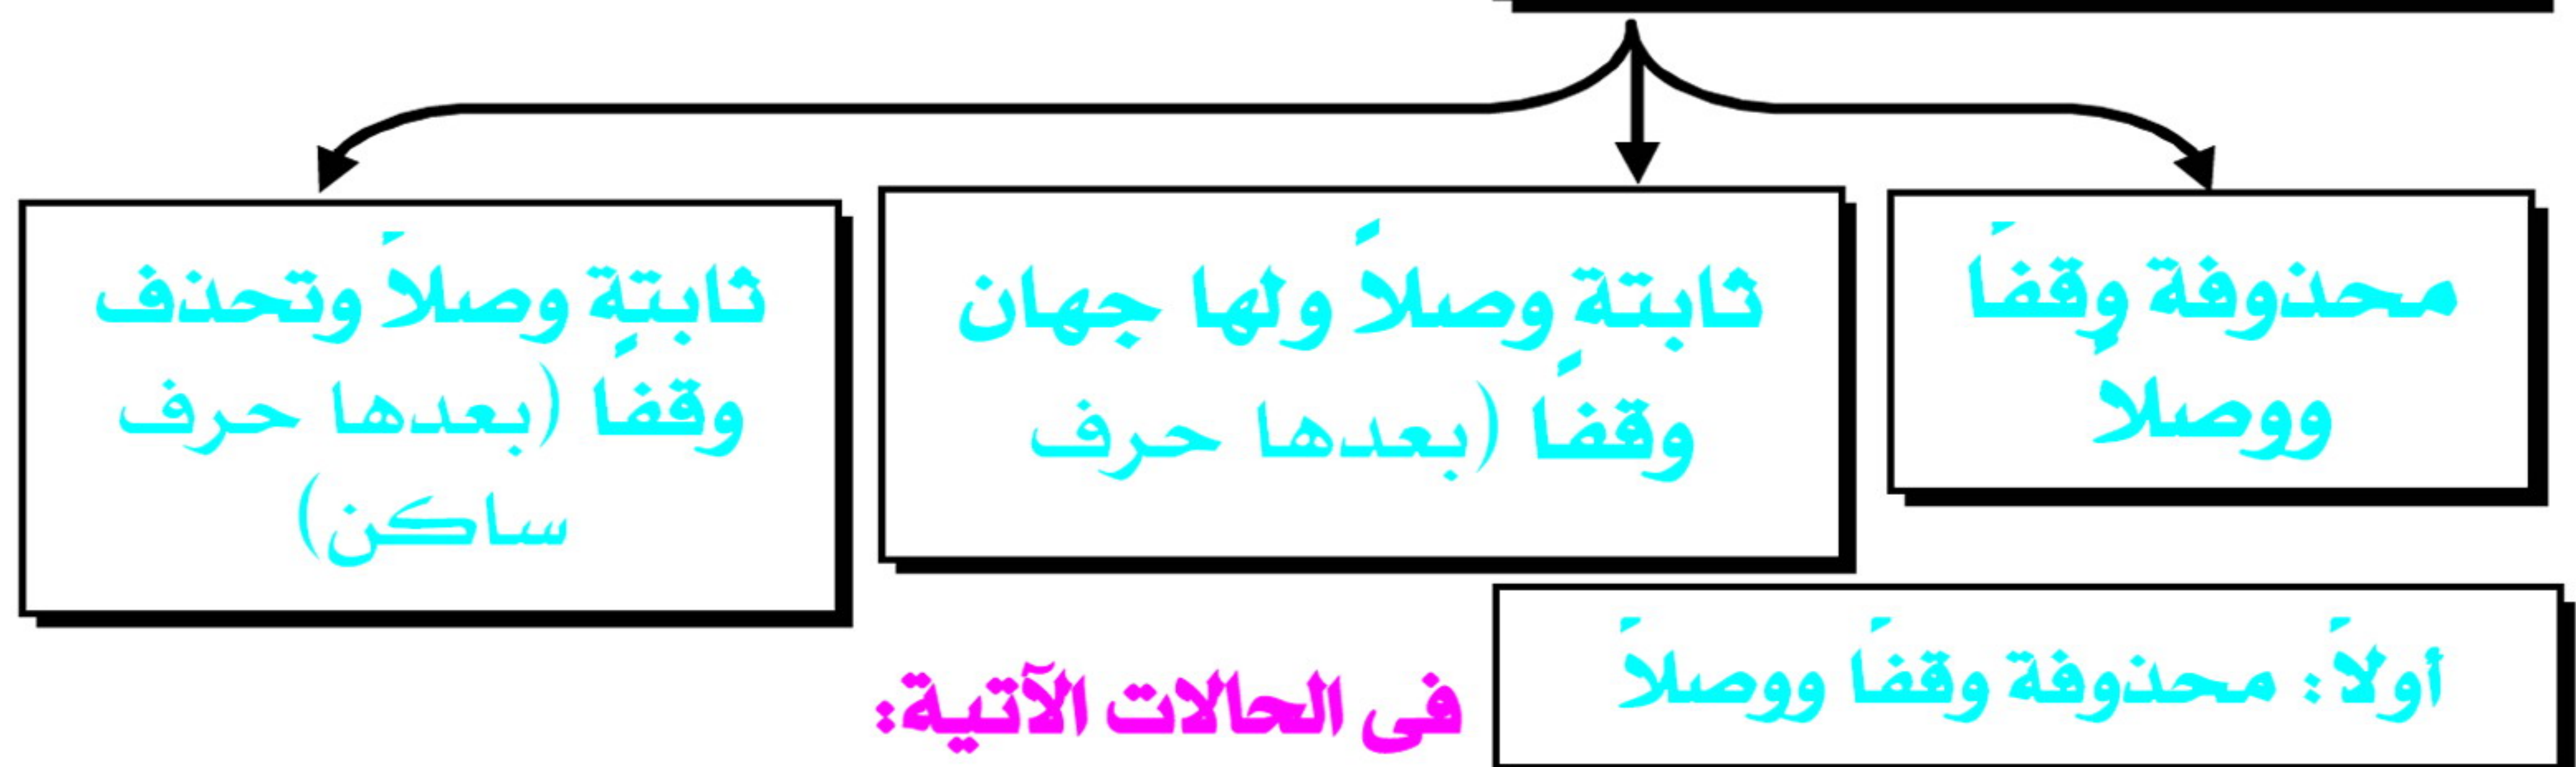 محذوفة وقفاً
ووصلاً
ثابتة وصلاً ولها جهان
وقفاً (بعدها حرف
ثابتة وصلاً وتحذف
وقفاً (بعدها حرف
ساكن)
أولاً: محذوفة وقفاً ووصلاً
فى الحالات الآتية: